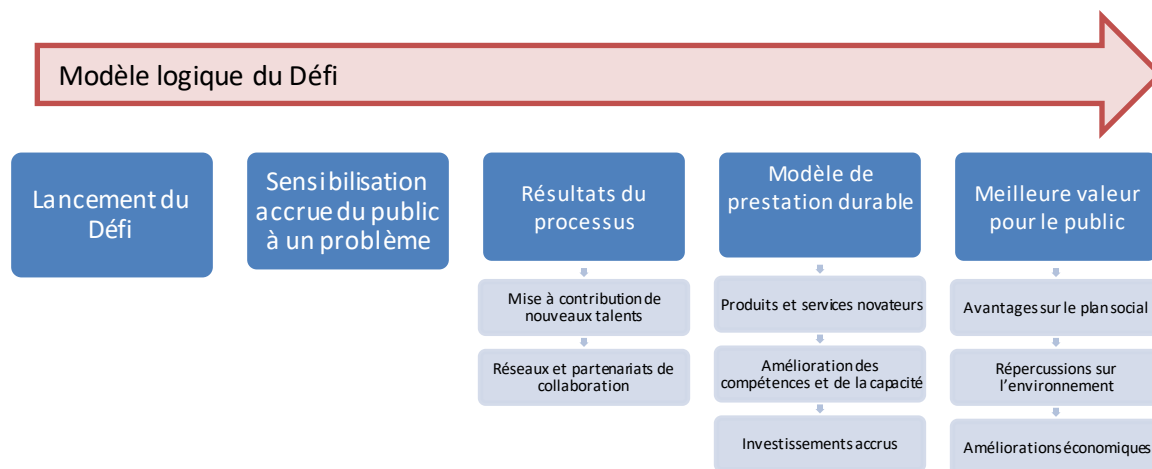 Modèle logique du Défi
Lancement du
Défi
Sensibilisation
accrue du public
à un problème
Résultats du
processus
Mise à contribution de
nouveaux talents
Réseaux et partenariats de
collaboration
Modèle de
prestation durable
Produits et services novateurs
Amélioration des
compétences et de la capacité
Investissements accrus
Meilleure valeur
pour le public
Avantages sur le plan social
Répercussions sur
l’environnement
Améliorations économiques